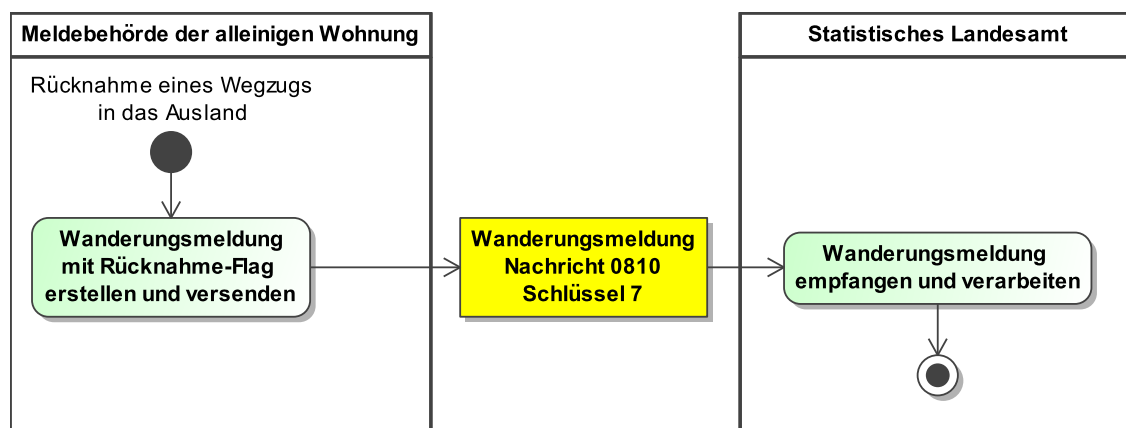 Meldebehörde der alleinigen Wohnung
Rücknahme eines Wegzugs
in das Ausland
Wanderungsmeldung
mit Rücknahme-Flag
erstellen und versenden
Wanderungsmeldung
Nachricht 0810
Schlüssel 7
Statistisches Landesamt
Wanderungsmeldung
empfangen und verarbeiten